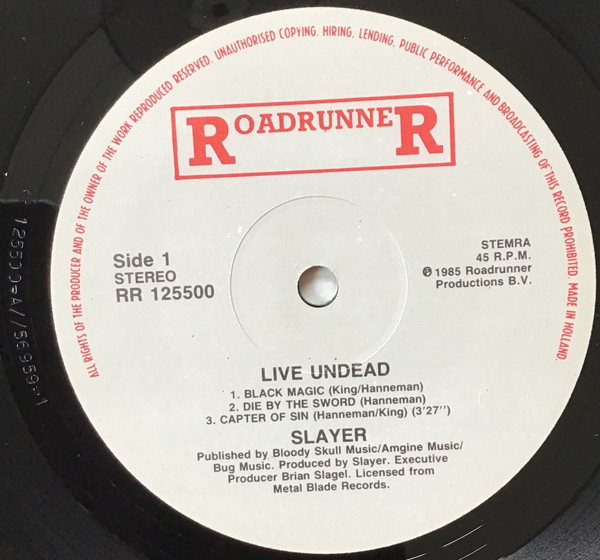 ALL RIGHTS OF THE PRODUCER AND OF THE OWNER OF THE WORK REPRODUCED RESERVED. UNAUTHORISED COPYING. HIRING, LENDING, PUBLIC PERFORMANCE AND BROADCASTING OF THIS RECORD PROHIBITED. MADE IN HOLLAND.
ROADRUNNER
Side 1
STEREO
RR 125500
STEMRA
45 R.P.M.
℗ 1985 Roadrunner
Productions B.V.
LIVE UNDEAD
1. BLACK MAGIC (King/Hanneman)
2. DIE BY THE SWORD (Hanneman)
3. CAPTER OF SIN (Hanneman/King) (3'27'')
SLAYER
Published by Bloody Skull Music/Amgine Music/
Bug Music. Produced by Slayer. Executive
Producer Brian Slagel. Licensed from
Metal Blade Records.